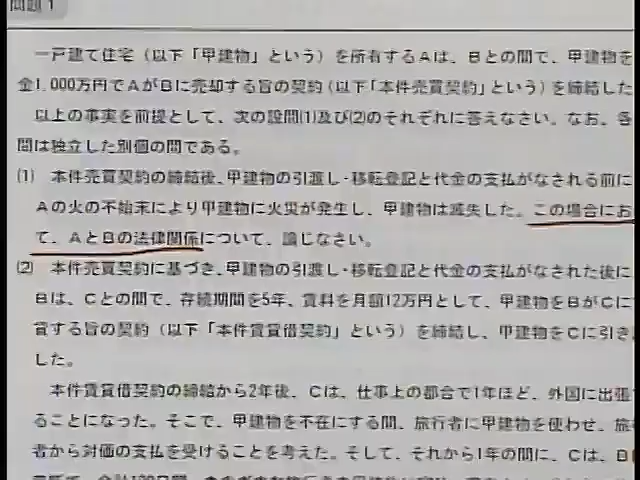 問題1
一戸建て住宅（以下「甲建物」という）を所有するAは、Bとの間で、甲建物を
金1,000万円でAがBに売却する旨の契約（以下「本件売買契約」という）を締結した
以上の事実を前提として、次の設問(1)及び(2)のそれぞれに答えなさい。なお、各
問は独立した別個の問である。
(1) 本件売買契約の締結後、甲建物の引渡し・移転登記と代金の支払がなされる前に
Aの火の不始末により甲建物に火災が発生し、甲建物は滅失した。この場合にお
て、AとBの法律関係について、論じなさい。
(2) 本件売買契約に基づき、甲建物の引渡し・移転登記と代金の支払がなされた後に
Bは、Cとの間で、存続期間を5年、賃料を月額12万円として、甲建物をBがCに
貸する旨の契約（以下「本件賃貸借契約」という）を締結し、甲建物をCに引き
した。
本件賃貸借契約の締結から2年後、Cは、仕事上の都合で1年ほど、外国に出張
ることになった。そこで、甲建物を不在にする間、旅行者に甲建物を使わせ、旅
者から対価の支払を受けることを考えた。そして、それから1年の間に、Cは、B